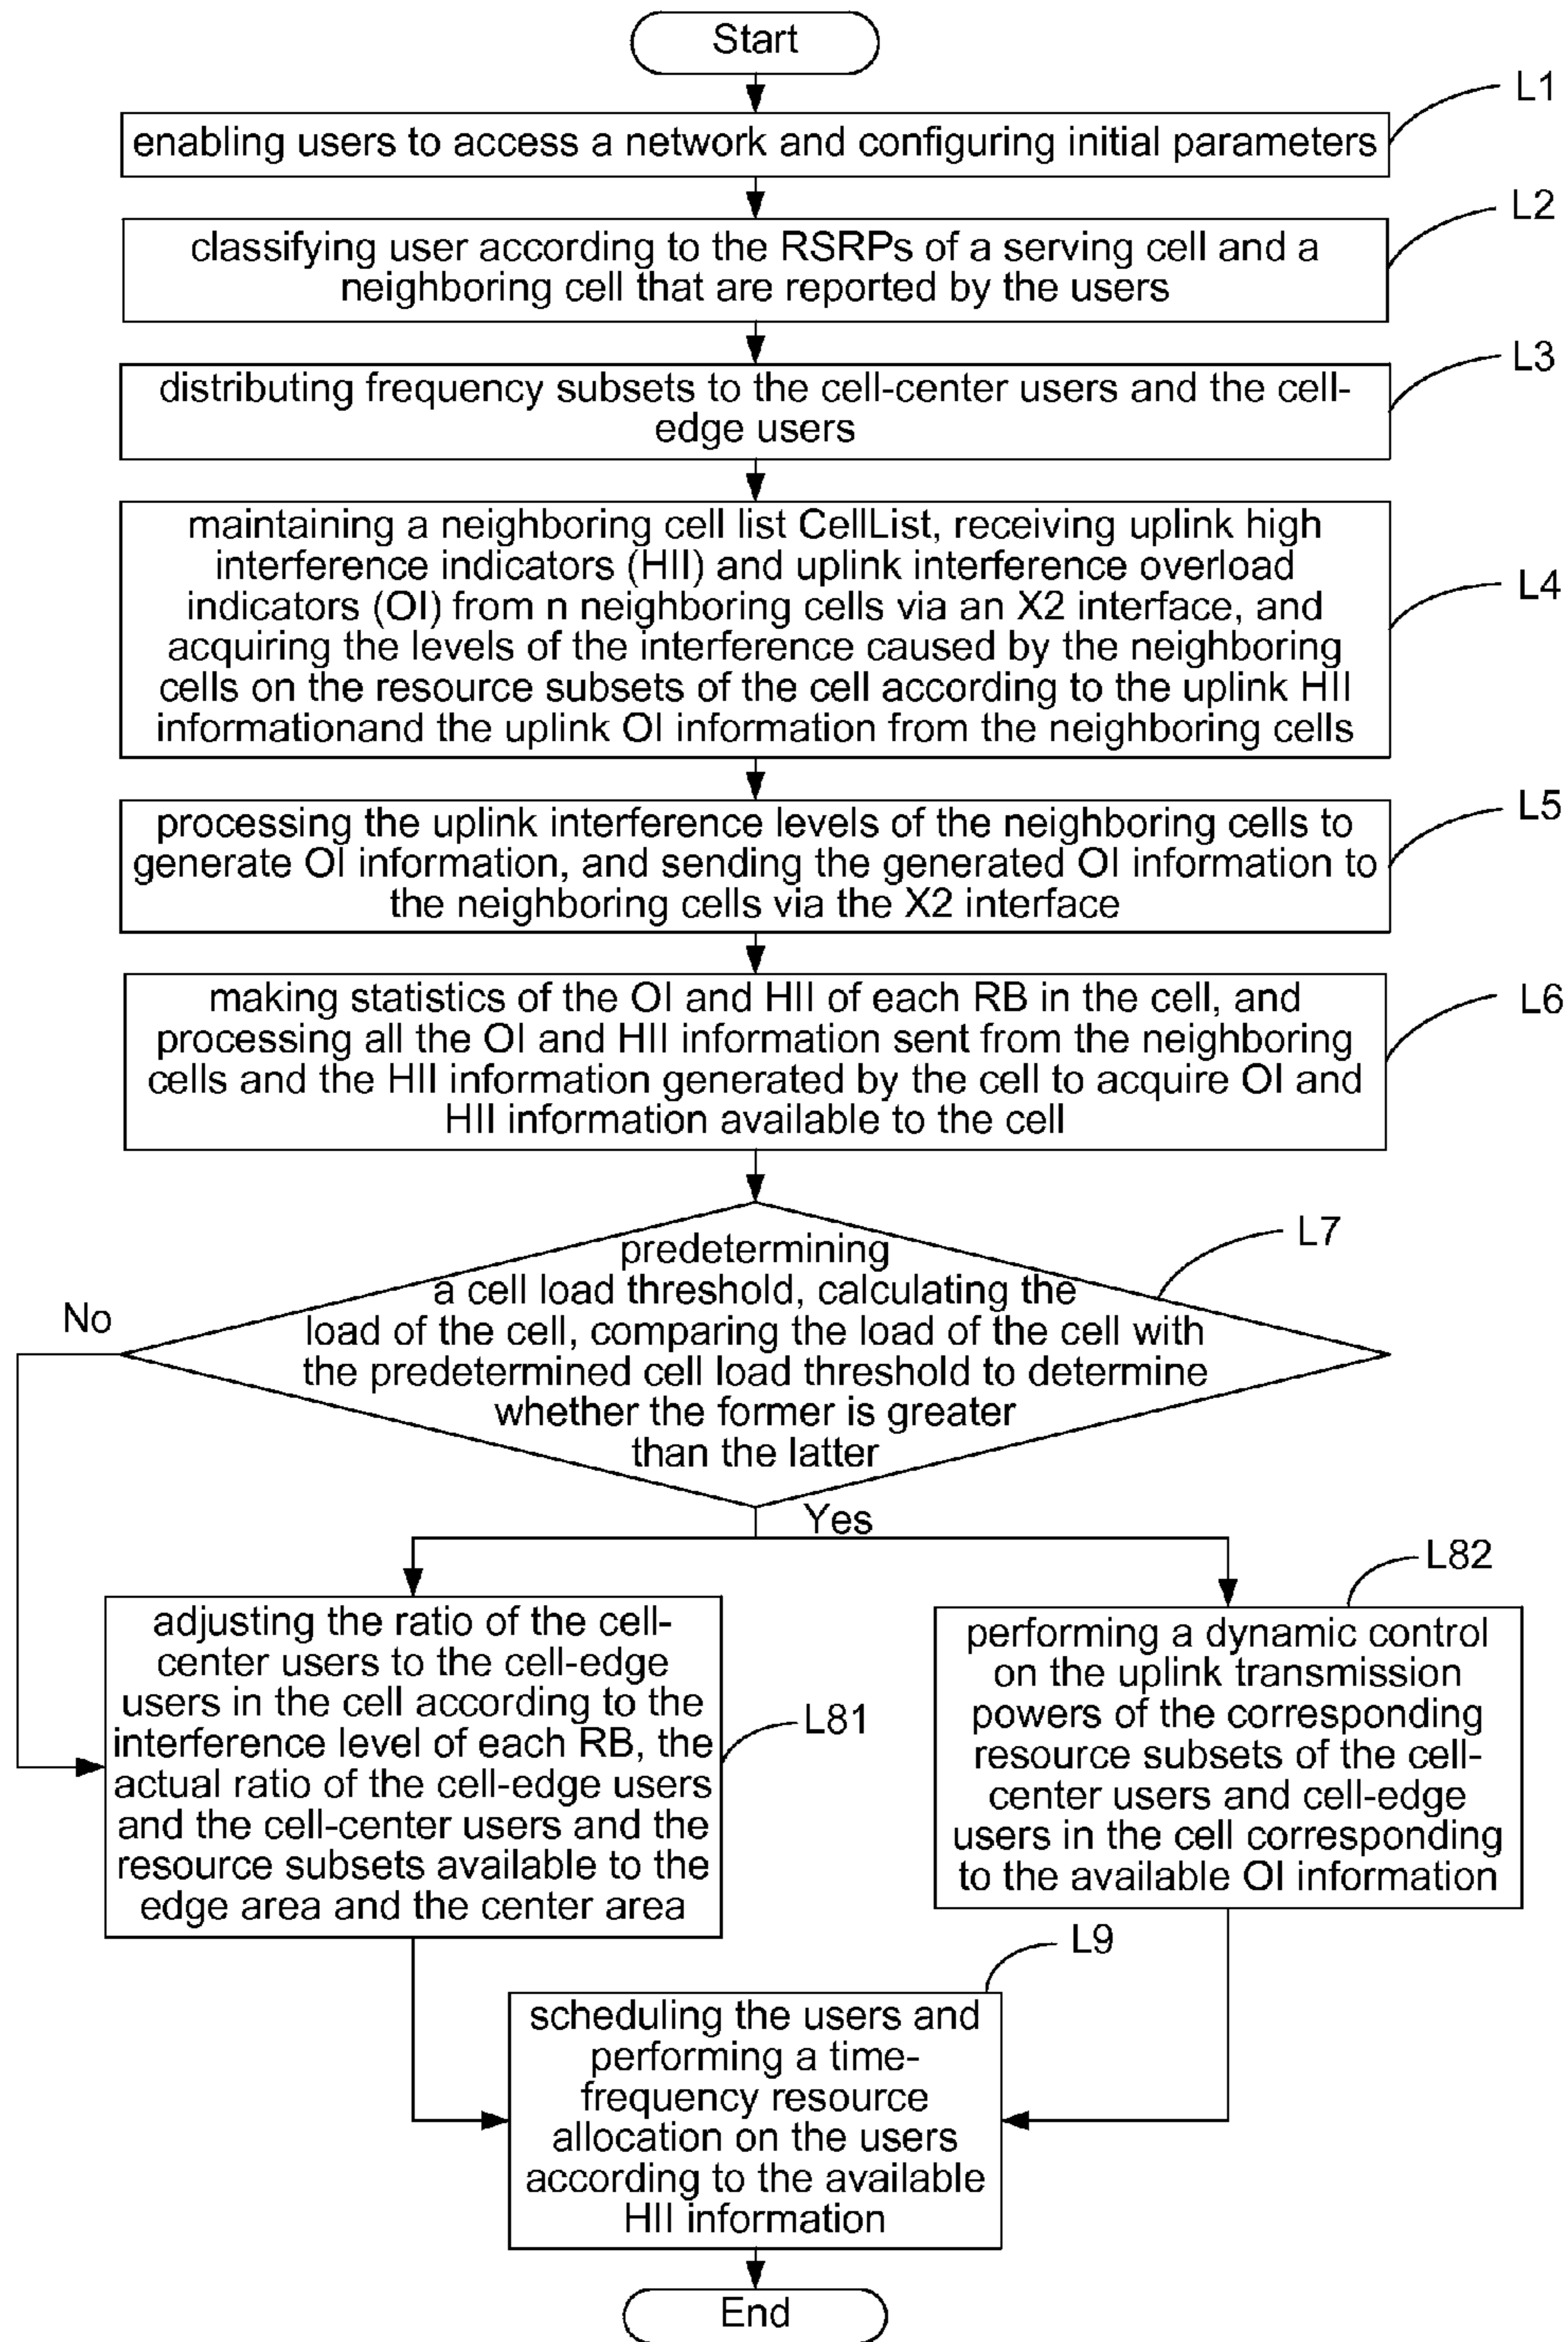 Start
L1
enabling users to access a network and configuring initial parameters
L2
classifying user according to the RSRPs of a serving cell and a
neighboring cell that are reported by the users
L3
distributing frequency subsets to the cell-center users and the cell-
edge users
maintaining a neighboring cell list CellList, receiving uplink high
interference indicators (HII) and uplink interference overload
indicators (OI) from n neighboring cells via an X2 interface, and
acquiring the levels of the interference caused by the neighboring
cells on the resource subsets of the cell according to the uplink HII
informationand the uplink OI information from the neighboring cells
L4
processing the uplink interference levels of the neighboring cells to
generate OI information, and sending the generated OI information to
the neighboring cells via the X2 interface
L5
making statistics of the OI and HII of each RB in the cell, and
processing all the OI and HII information sent from the neighboring
cells and the HII information generated by the cell to acquire OI and
HII information available to the cell
L6
predetermining
a cell load threshold, calculating the
load of the cell, comparing the load of the cell with
the predetermined cell load threshold to determine
whether the former is greater
than the latter
L7
No
Yes
adjusting the ratio of the cell-
center users to the cell-edge
users in the cell according to the
interference level of each RB, the
actual ratio of the cell-edge users
and the cell-center users and the
resource subsets available to the
edge area and the center area
L81
L82
performing a dynamic control
on the uplink transmission
powers of the corresponding
resource subsets of the cell-
center users and cell-edge
users in the cell corresponding
to the available OI information
L9
scheduling the users and
performing a time-
frequency resource
allocation on the users
according to the available
HII information
End